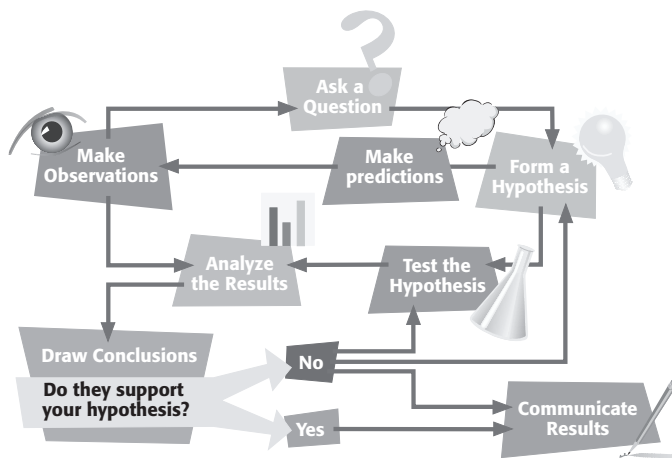 ?
Ask a
Question
Make
Observations
Make
predictions
Form a
Hypothesis
Analyze
the Results
Test the
Hypothesis
Draw Conclusions
Do they support
your hypothesis?
No
Yes
Communicate
Results